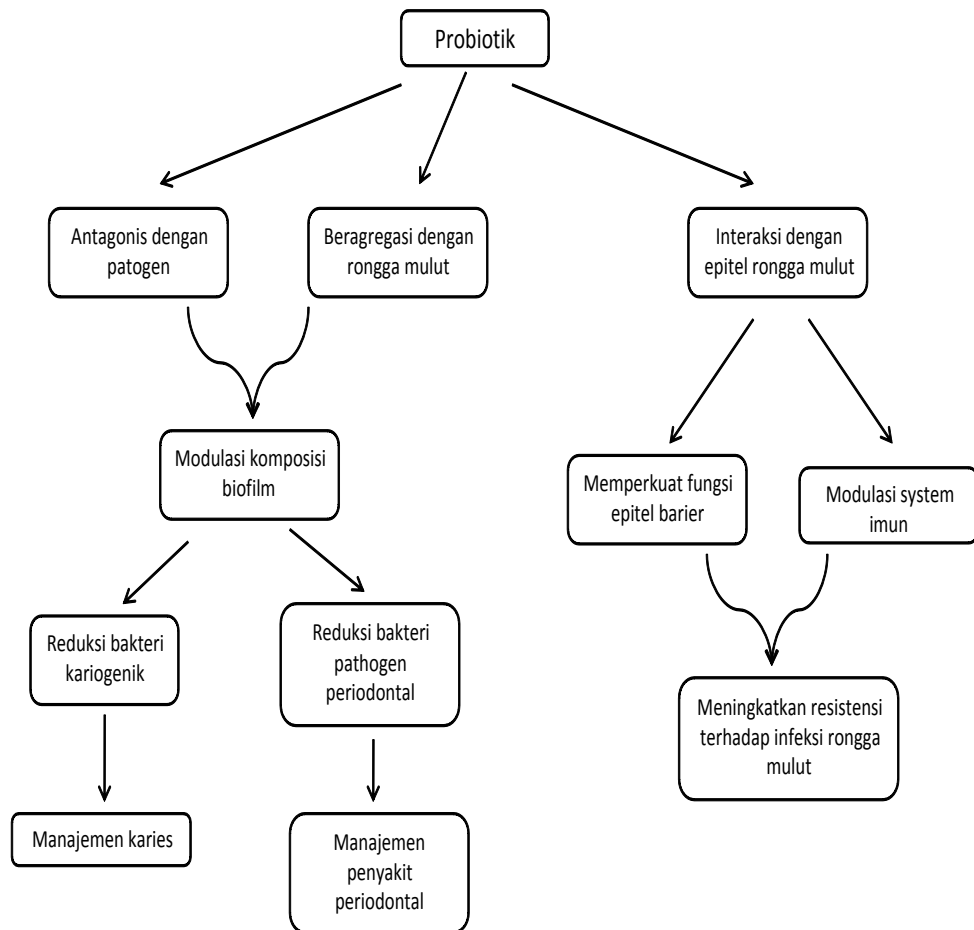 Probiotik
Antagonis dengan
patogen
Beragregasi dengan
rongga mulut
Interaksi dengan
epitel rongga mulut
Modulasi komposisi
biofilm
Memperkuat fungsi
epitel barier
Modulasi system
imun
Reduksi bakteri
kariogenik
Reduksi bakteri
pathogen
periodontal
Meningkatkan resistensi
terhadap infeksi rongga
mulut
Manajemen karies
Manajemen
penyakit
periodontal